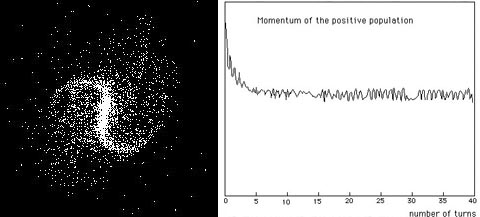 Momentum of the positive population
0 5 10 15 20 25 30 35 40
number of turns